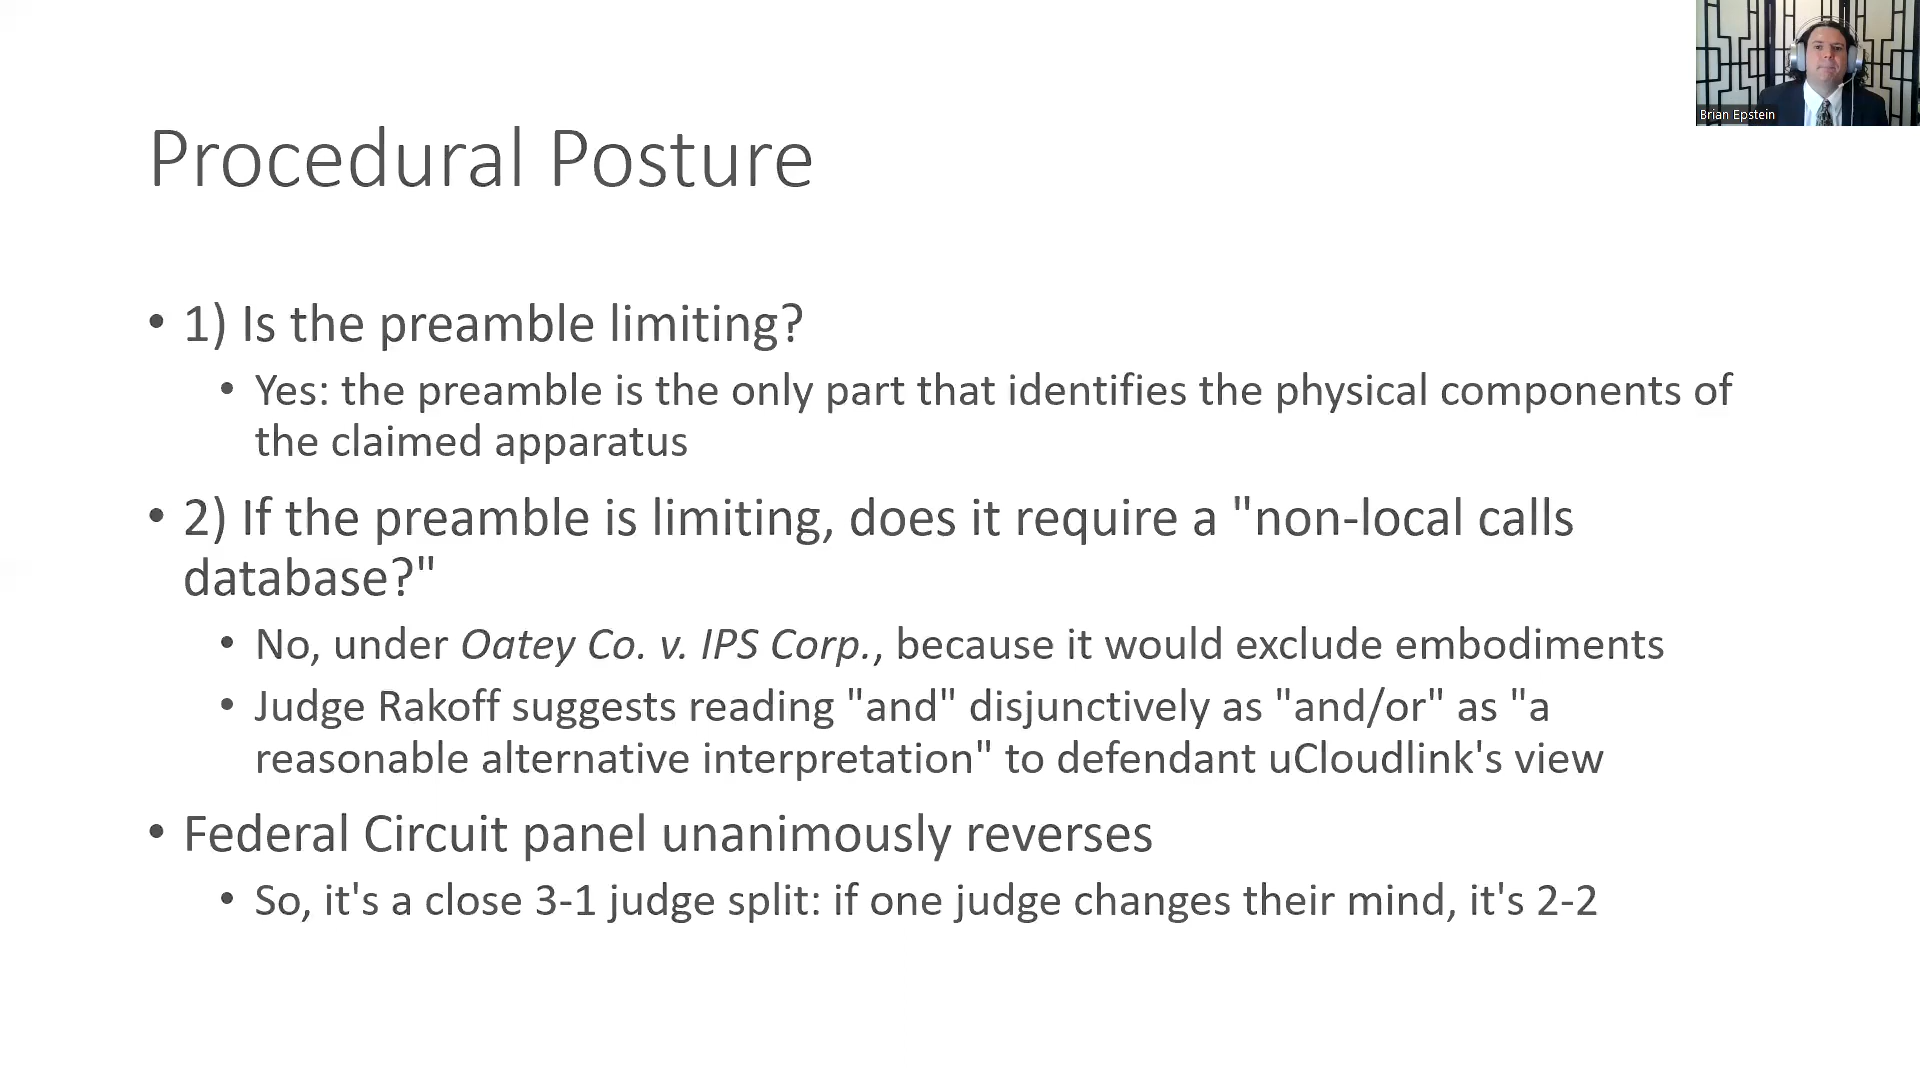 Brian Epstein
Procedural Posture
• 1) Is the preamble limiting?
• Yes: the preamble is the only part that identifies the physical components of
the claimed apparatus
• 2) If the preamble is limiting, does it require a "non-local calls
database?"
• No, under Oatey Co. v. IPS Corp., because it would exclude embodiments
• Judge Rakoff suggests reading "and" disjunctively as "and/or" as "a
reasonable alternative interpretation" to defendant uCloudlink's view
• Federal Circuit panel unanimously reverses
• So, it's a close 3-1 judge split: if one judge changes their mind, it's 2-2